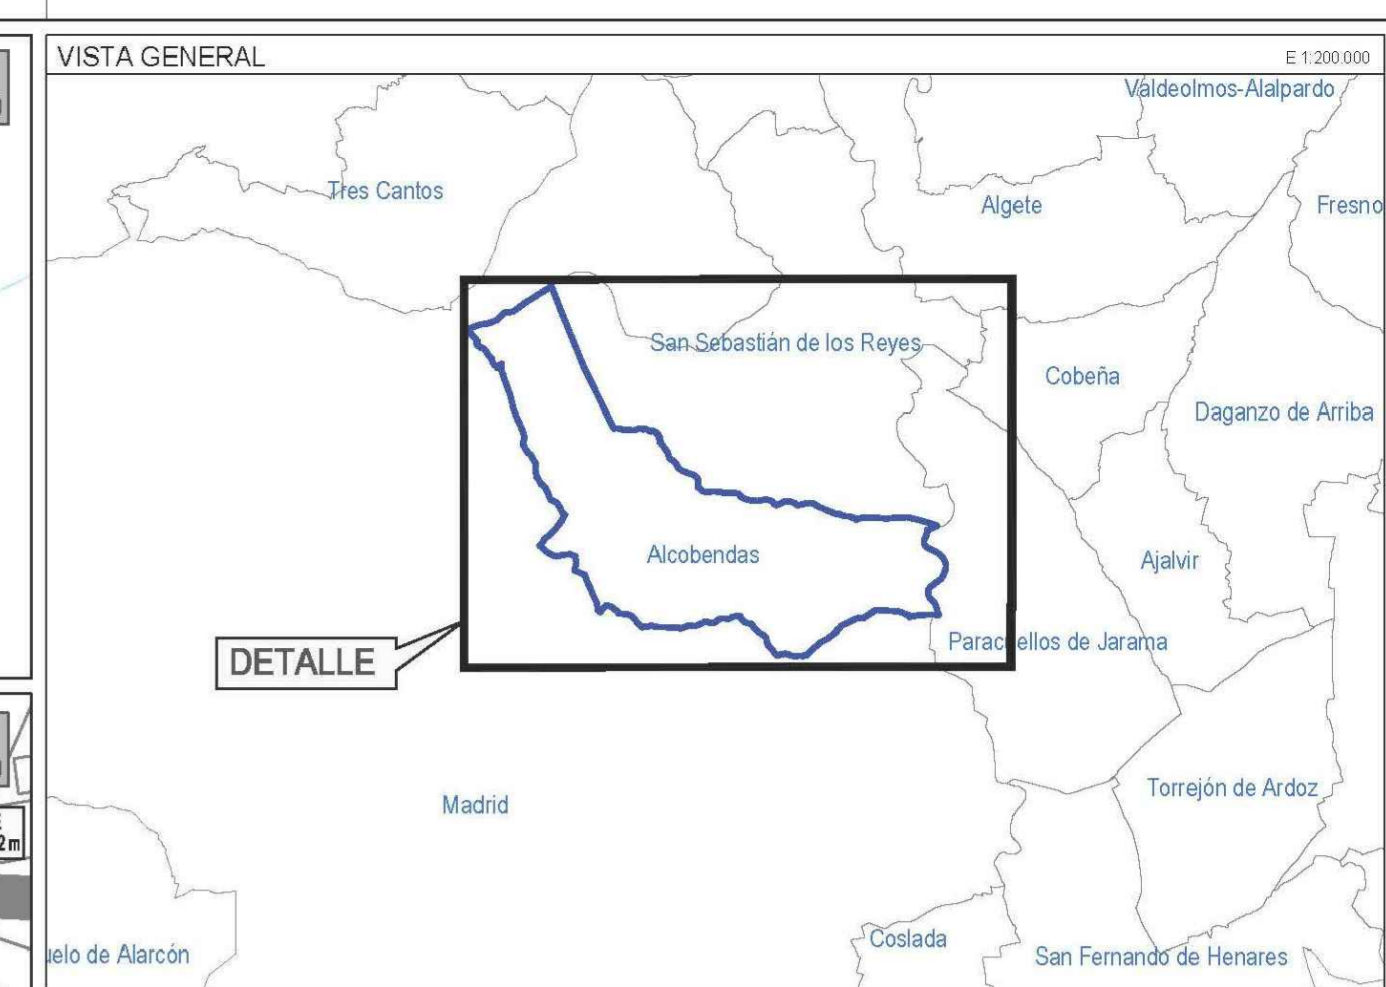 VISTA GENERAL
E 1:200.000
Valdeolmos-Alalpardo
Tres Cantos
Algete
Fresno
San Sebastián de los Reyes
Cobeña
Daganzo de Arriba
Alcobendas
Ajalvir
Paracuellos de Jarama
DETALLE
Torrejón de Ardoz
Madrid
2m
Coslada
uelo de Alarcón
San Fernando de Henares